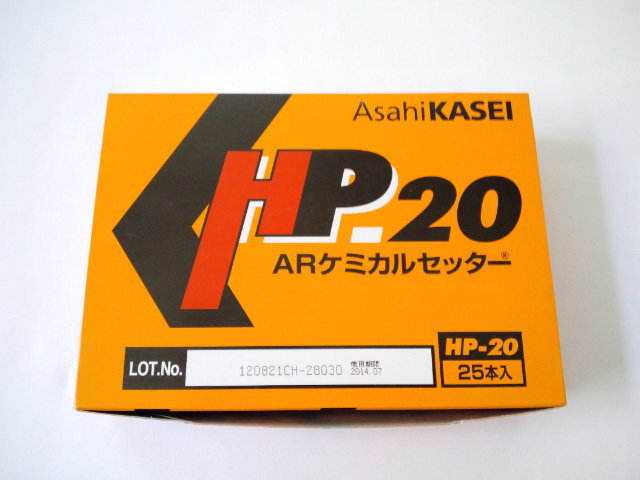 AsahiKASEI
HP-20
ARケミカルセッター®
LOT.No.
120821CH-28030
使用期限
2014.07
HP-20
25本入